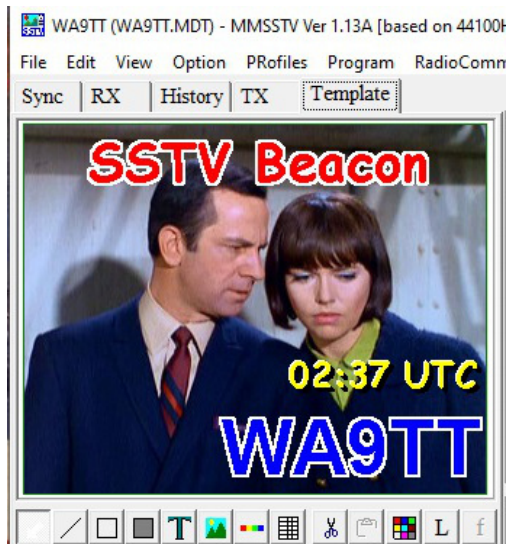 SSTV
WA9TT (WA9TT.MDT) - MMSSTV Ver 1.13A [based on 44100H
File Edit View Option PRofiles Program RadioComm
Sync RX History TX Template
SSTV Beacon
02:37 UTC
WA9TT
T L f